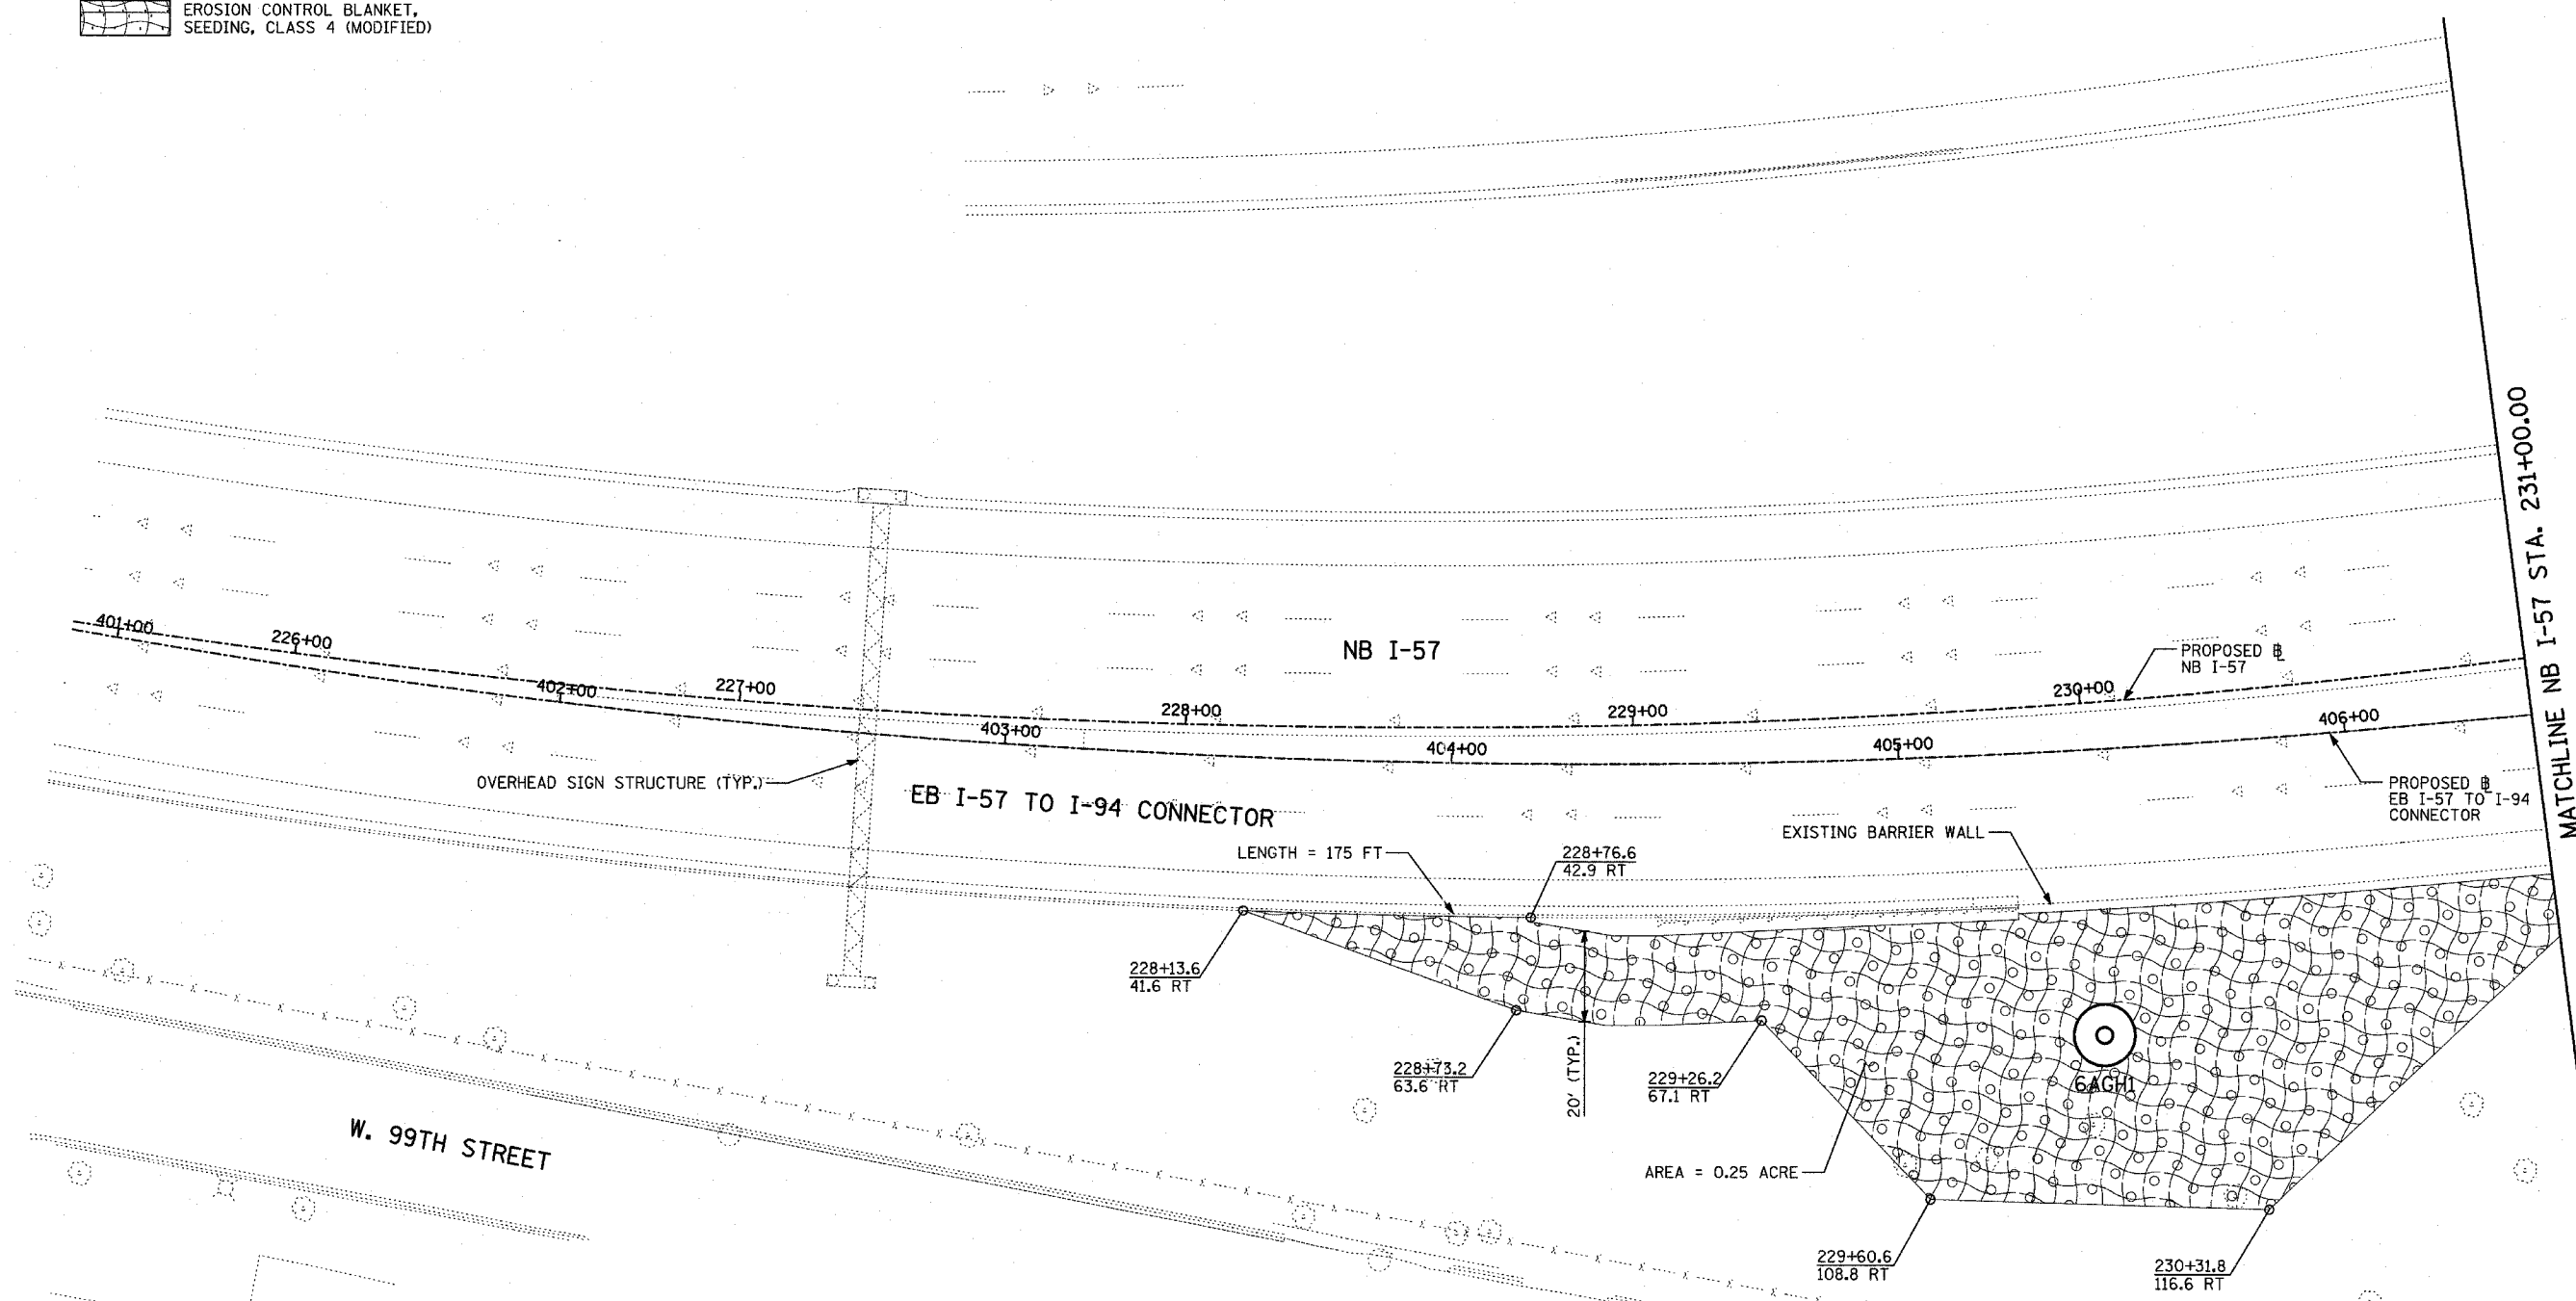 EROSION CONTROL BLANKET,
SEEDING, CLASS 4 (MODIFIED)
MATCHLINE NB I-57 STA. 231+00.00
401+00
226+00
402+00
227+00
403+00
228+00
404+00
229+00
405+00
230+00
406+00
NB I-57
PROPOSED ℄
NB I-57
OVERHEAD SIGN STRUCTURE (TYP.)
EB I-57 TO I-94 CONNECTOR
PROPOSED ℄
EB I-57 TO I-94
CONNECTOR
EXISTING BARRIER WALL
LENGTH = 175 FT
228+76.6
42.9 RT
228+13.6
41.6 RT
228+73.2
63.6 RT
20' (TYP.)
229+26.2
67.1 RT
6AGH1
AREA = 0.25 ACRE
W. 99TH STREET
229+60.6
108.8 RT
230+31.8
116.6 RT